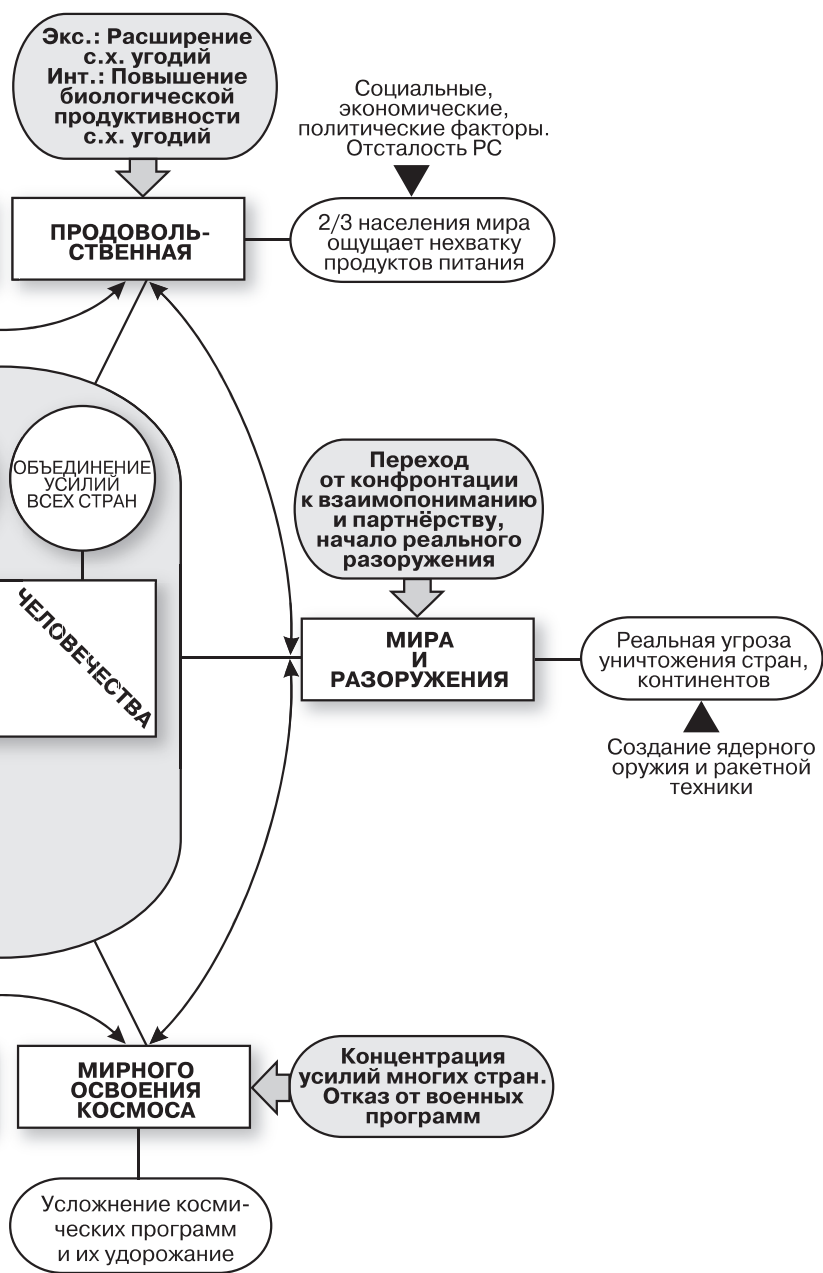 Экс.: Расширение
с.х. угодий
Инт.: Повышение
биологической
продуктивности
с.х. угодий
Социальные,
экономические,
политические факторы.
Отсталость РС
ПРОДОВОЛЬ-
СТВЕННАЯ
2/3 населения мира
ощущает нехватку
продуктов питания
ОБЪЕДИНЕНИЕ
УСИЛИЙ
ВСЕХ СТРАН
Переход
от конфронтации
к взаимопониманию
и партнёрству,
начало реального
разоружения
ЧЕЛОВЕЧЕСТВА
МИРА
И
РАЗОРУЖЕНИЯ
Реальная угроза
уничтожения стран,
континентов
Создание ядерного
оружия и ракетной
техники
МИРНОГО
ОСВОЕНИЯ
КОСМОСА
Концентрация
усилий многих стран.
Отказ от военных
программ
Усложнение косми-
ческих программ
и их удорожание